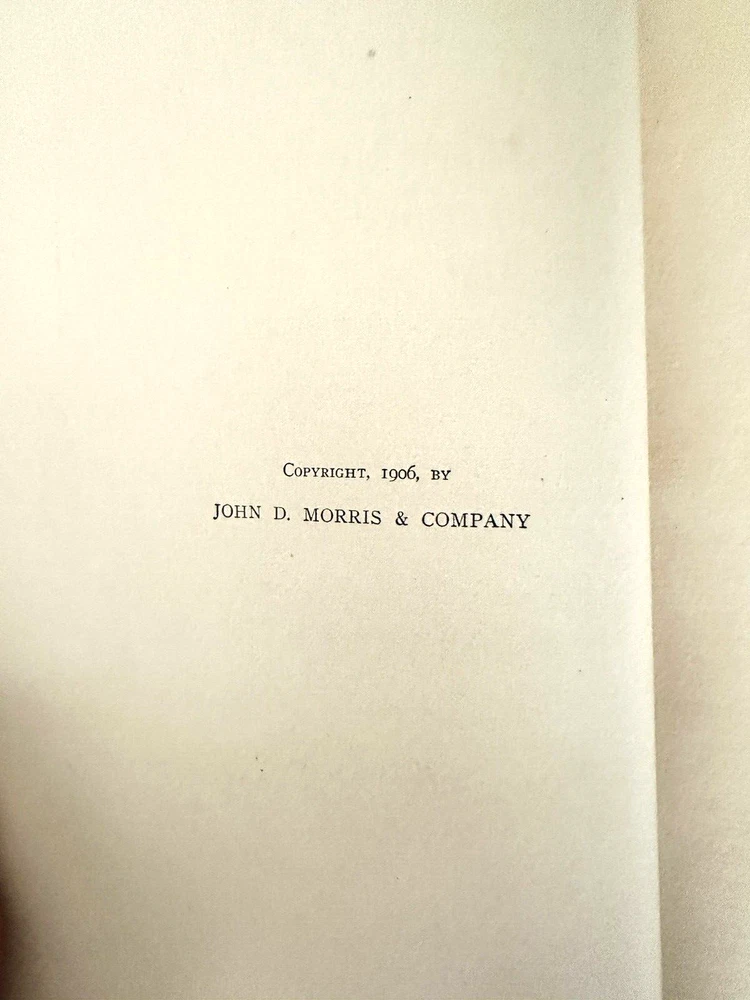 Copyright, 1906, by
JOHN D. MORRIS & COMPANY